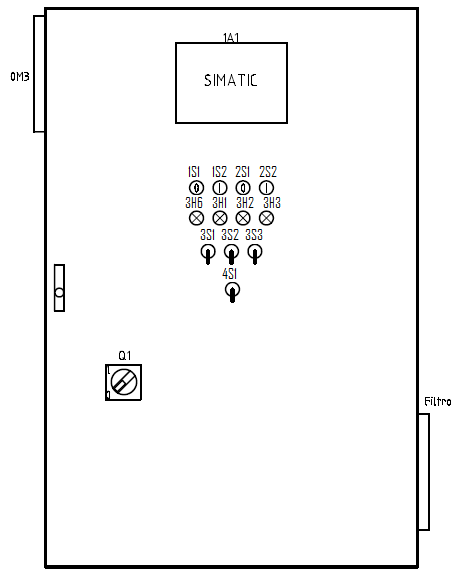 1A1
0M3
SIMATIC
1S1 1S2 2S1 2S2
3H6 3H1 3H2 3H3
3S1 3S2 3S3
4S1
Q1
Filtro